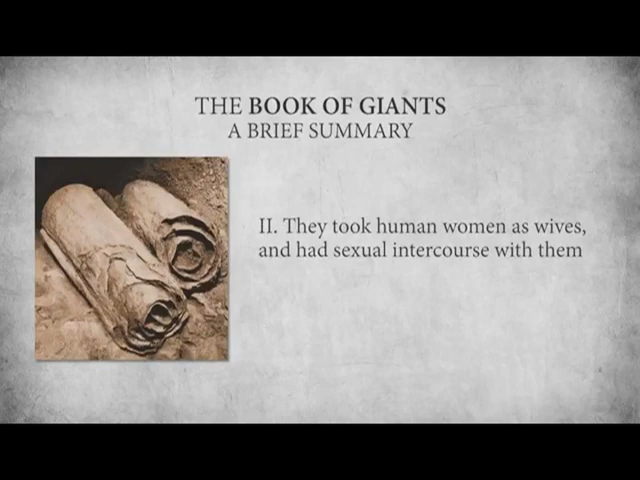 THE BOOK OF GIANTS
A BRIEF SUMMARY
II. They took human women as wives,
and had sexual intercourse with them